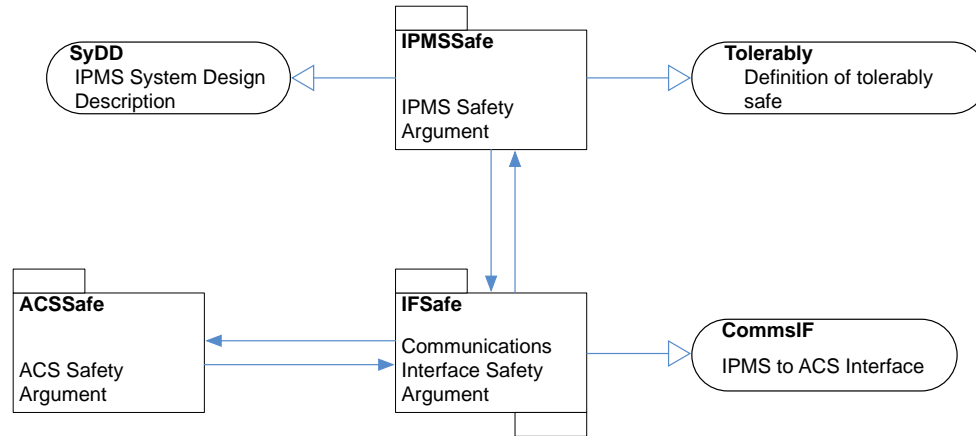 SyDD
IPMS System Design
Description
IPMSSafe
IPMS Safety
Argument
Tolerably
Definition of tolerably
safe
ACSSafe
ACS Safety
Argument
IFSafe
Communications
Interface Safety
Argument
CommsIF
IPMS to ACS Interface